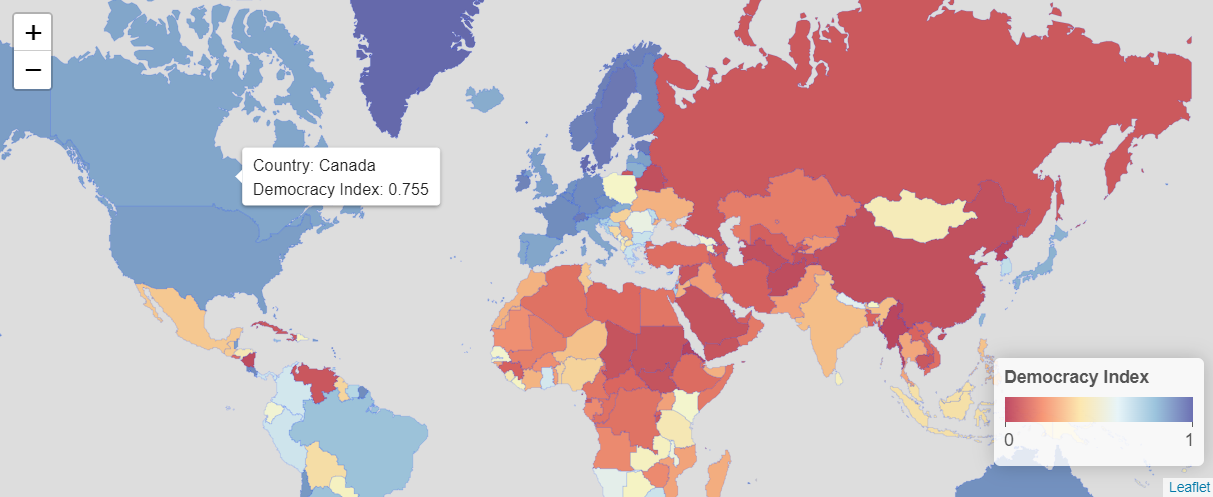 +
−
Country: Canada
Democracy Index: 0.755
Democracy Index
0 1
Leaflet